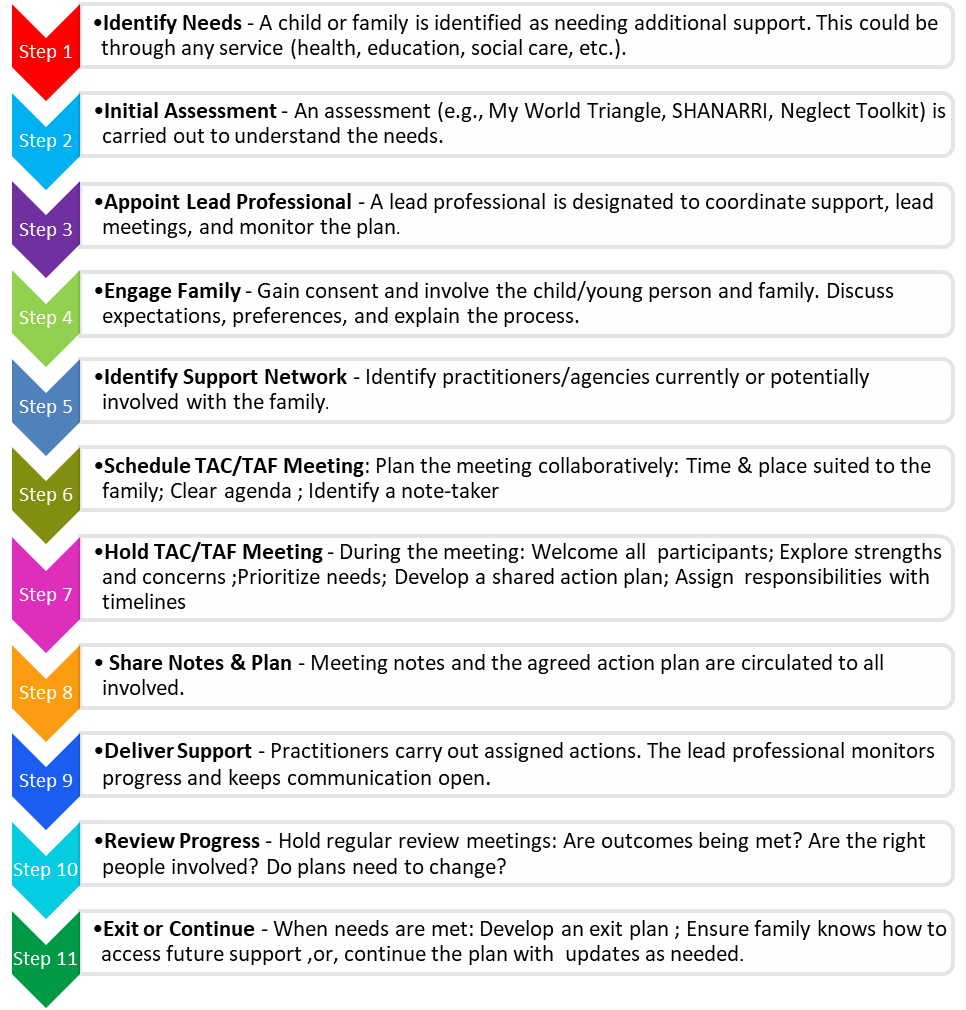 Step 1
•Identify Needs - A child or family is identified as needing additional support. This could be
through any service (health, education, social care, etc.).
Step 2
•Initial Assessment - An assessment (e.g., My World Triangle, SHANARRI, Neglect Toolkit) is
carried out to understand the needs.
Step 3
•Appoint Lead Professional - A lead professional is designated to coordinate support, lead
meetings, and monitor the plan.
Step 4
•Engage Family - Gain consent and involve the child/young person and family. Discuss
expectations, preferences, and explain the process.
Step 5
•Identify Support Network - Identify practitioners/agencies currently or potentially
involved with the family.
Step 6
•Schedule TAC/TAF Meeting: Plan the meeting collaboratively: Time & place suited to the
family; Clear agenda ; Identify a note-taker
Step 7
•Hold TAC/TAF Meeting - During the meeting: Welcome all  participants; Explore strengths
and concerns ;Prioritize needs; Develop a shared action plan; Assign  responsibilities with
timelines
Step 8
• Share Notes & Plan - Meeting notes and the agreed action plan are circulated to all
involved.
Step 9
•Deliver Support - Practitioners carry out assigned actions. The lead professional monitors
progress and keeps communication open.
Step 10
•Review Progress - Hold regular review meetings: Are outcomes being met? Are the right
people involved? Do plans need to change?
Step 11
•Exit or Continue - When needs are met: Develop an exit plan ; Ensure family knows how to
access future support ,or, continue the plan with  updates as needed.